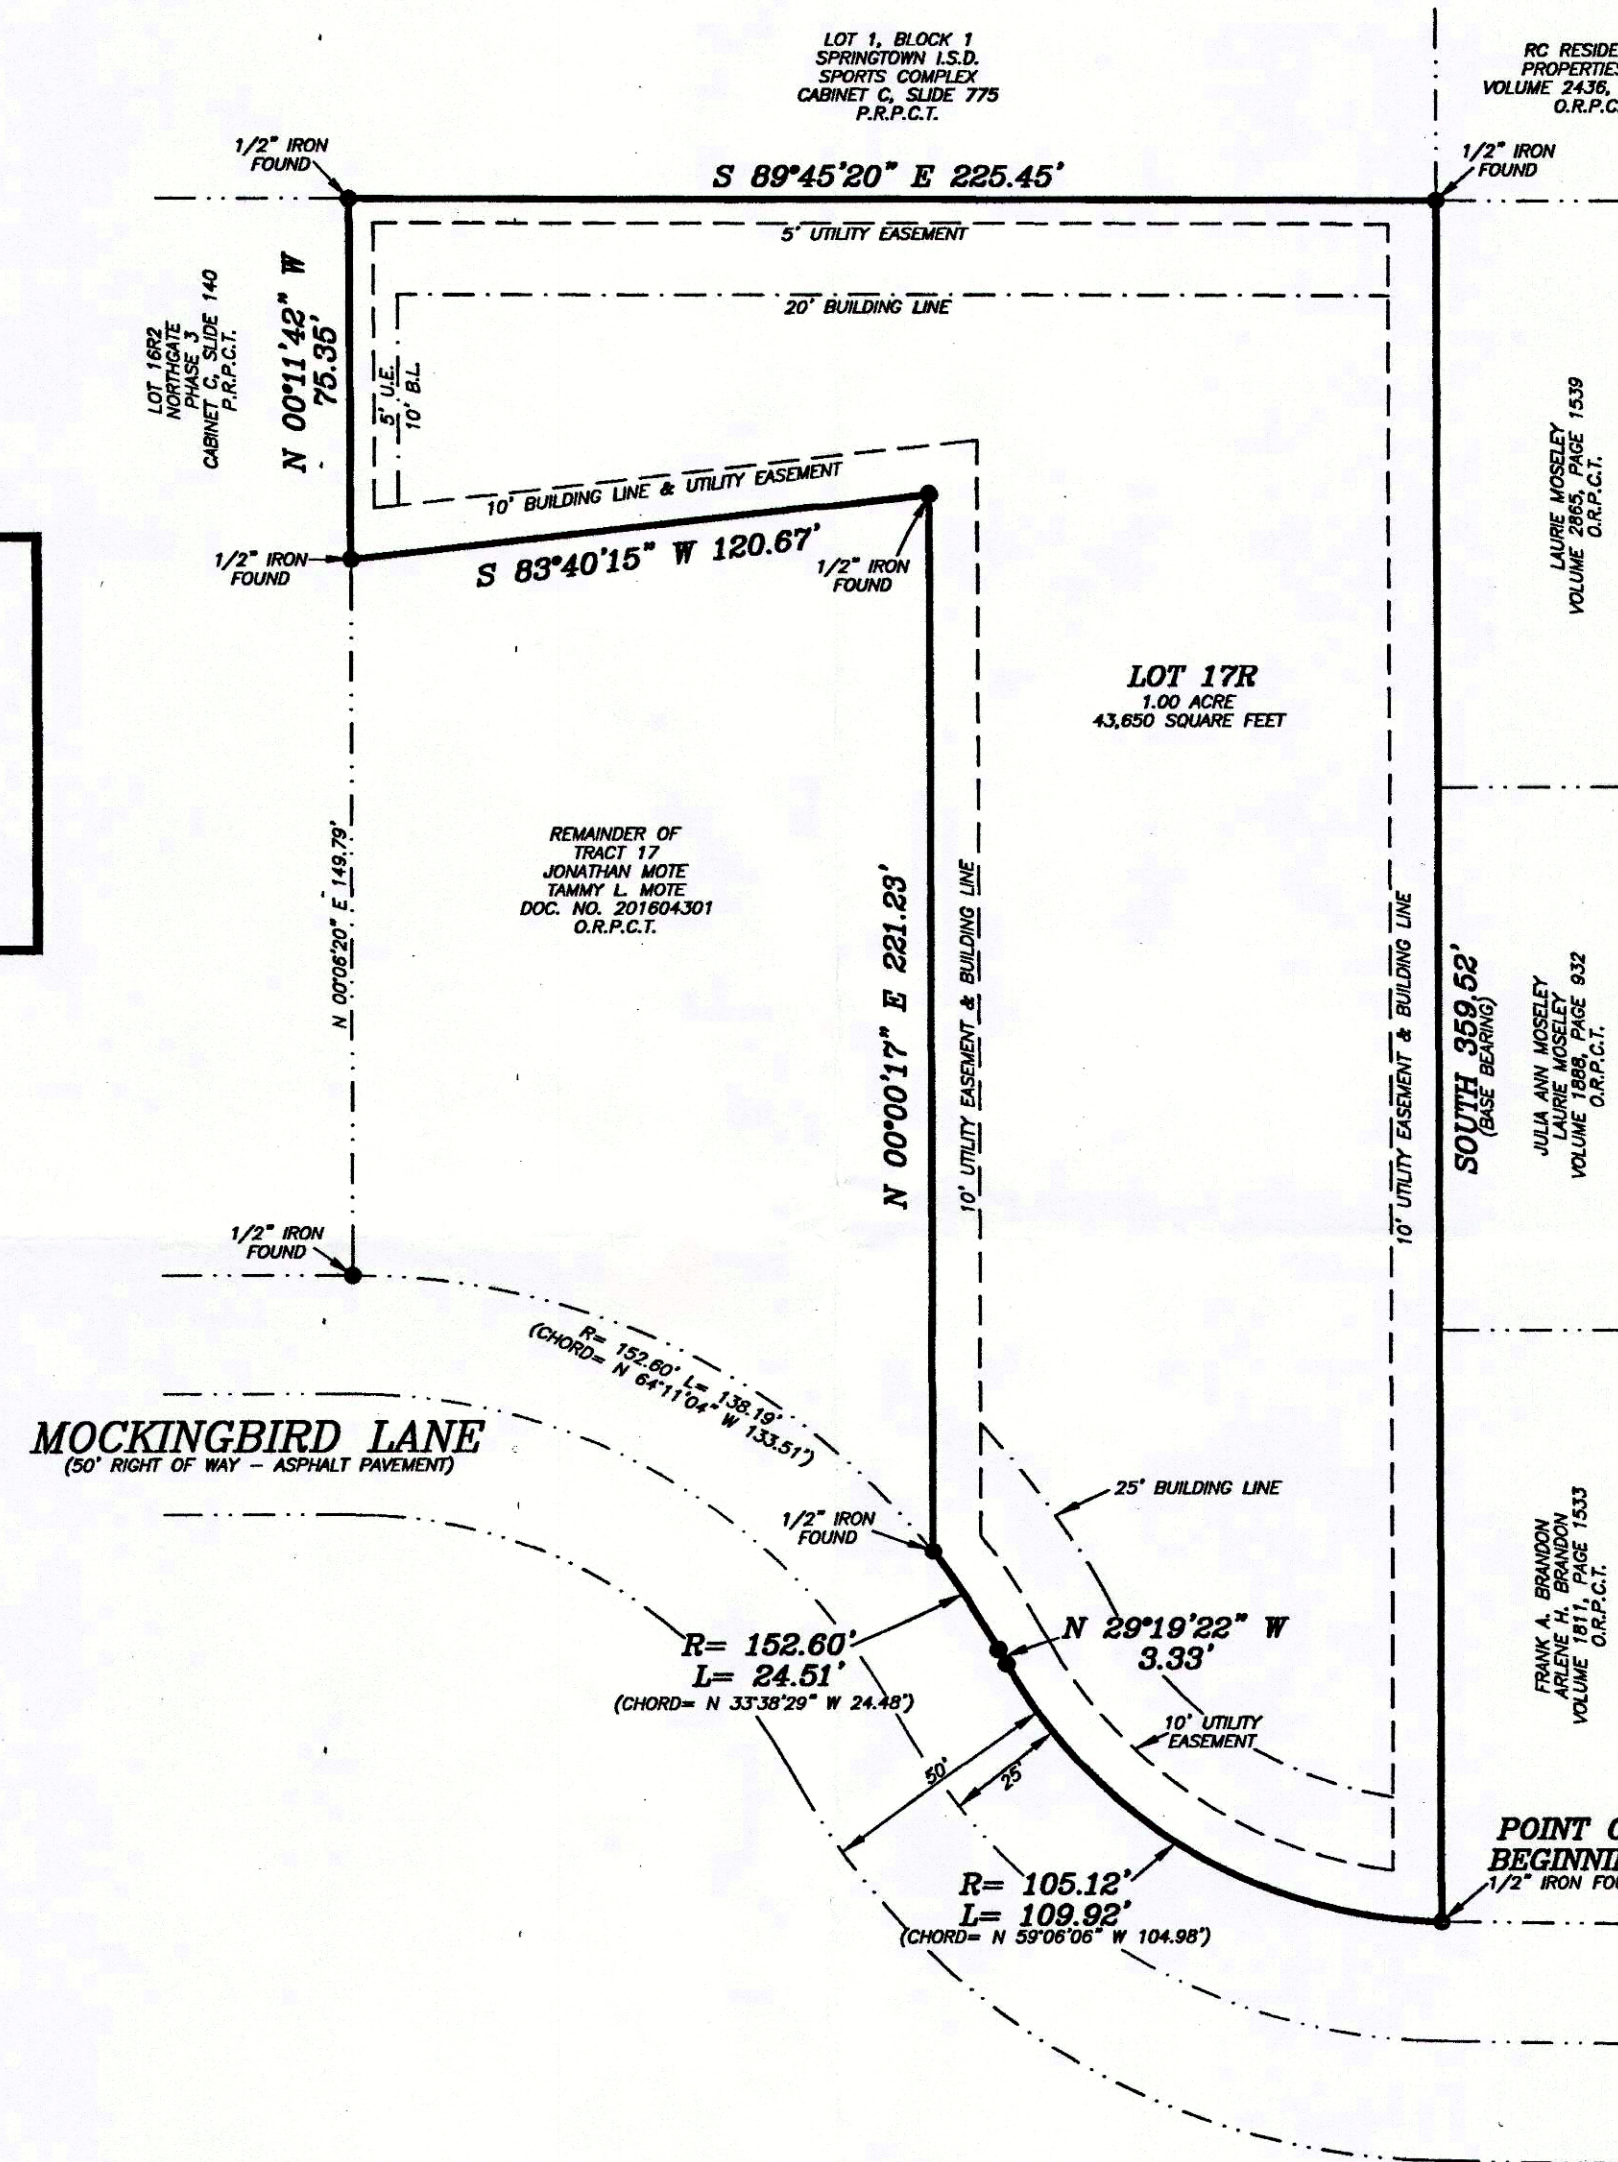 LOT 1, BLOCK 1
SPRINGTOWN I.S.D.
SPORTS COMPLEX
CABINET C, SLIDE 775
P.R.P.C.T.
RC
VOLUME 2436,
1/2" IRON
FOUND
S 89°45'20" E 225.45'
1/2" IRON
FOUND
5' UTILITY EASEMENT
20' BUILDING LINE
LOT 16R2
NORTHGATE
PHASE 3
CABINET C, SLIDE 140
P.R.P.C.T.
N 00°11'42" W
75.35'
5' U.E.
10' B.L.
10' BUILDING LINE & UTILITY EASEMENT
S 83°40'15" W 120.67'
1/2" IRON
FOUND
1/2" IRON
FOUND
LAURIE MOSELEY
VOLUME 2865, PAGE 1539
O.R.P.C.T.
LOT 17R
1.00 ACRE
43,650 SQUARE FEET
N 00°06'20" E 149.79'
REMAINDER OF
TRACT 17
JONATHAN MOTE
TAMMY L. MOTE
DOC. NO. 201604301
O.R.P.C.T.
N 00°00'17" E 221.23'
10' UTILITY EASEMENT & BUILDING LINE
10' UTILITY EASEMENT & BUILDING LINE
SOUTH 359.52'
(BASE BEARING)
JULIA ANN MOSELEY
LAURIE MOSELEY
VOLUME 1888, PAGE 932
O.R.P.C.T.
1/2" IRON
FOUND
R= 152.60' L= 138.19'
(CHORD= N 64°11'04" W 133.51')
MOCKINGBIRD LANE
(50' RIGHT OF WAY – ASPHALT PAVEMENT)
25' BUILDING LINE
1/2" IRON
FOUND
FRANK A. BRANDON
ARLENE H. BRANDON
VOLUME 1811, PAGE 1533
O.R.P.C.T.
R= 152.60'
L= 24.51'
(CHORD= N 33°38'29" W 24.48')
N 29°19'22" W
3.33'
10' UTILITY
EASEMENT
50'
25'
R= 105.12'
L= 109.92'
(CHORD= N 59°06'06" W 104.98')
POINT
1/2" IRON